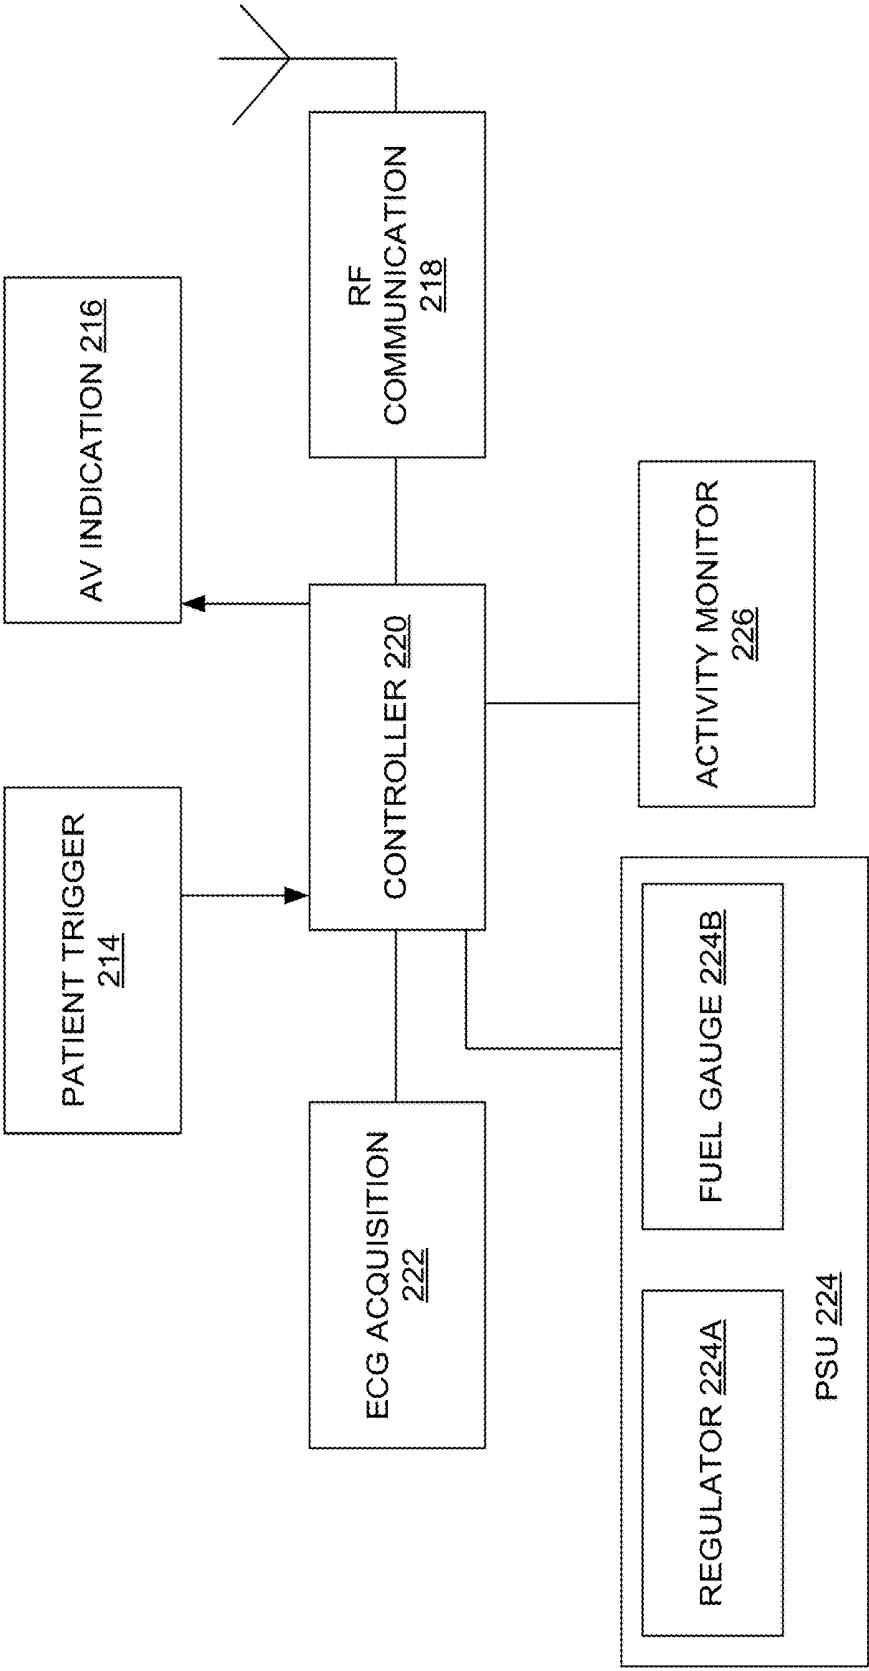 PATIENT TRIGGER
214
AV INDICATION 216
ECG ACQUISITION
222
CONTROLLER 220
RF
COMMUNICATION
218
REGULATOR 224A
FUEL GAUGE 224B
PSU 224
ACTIVITY MONITOR
226